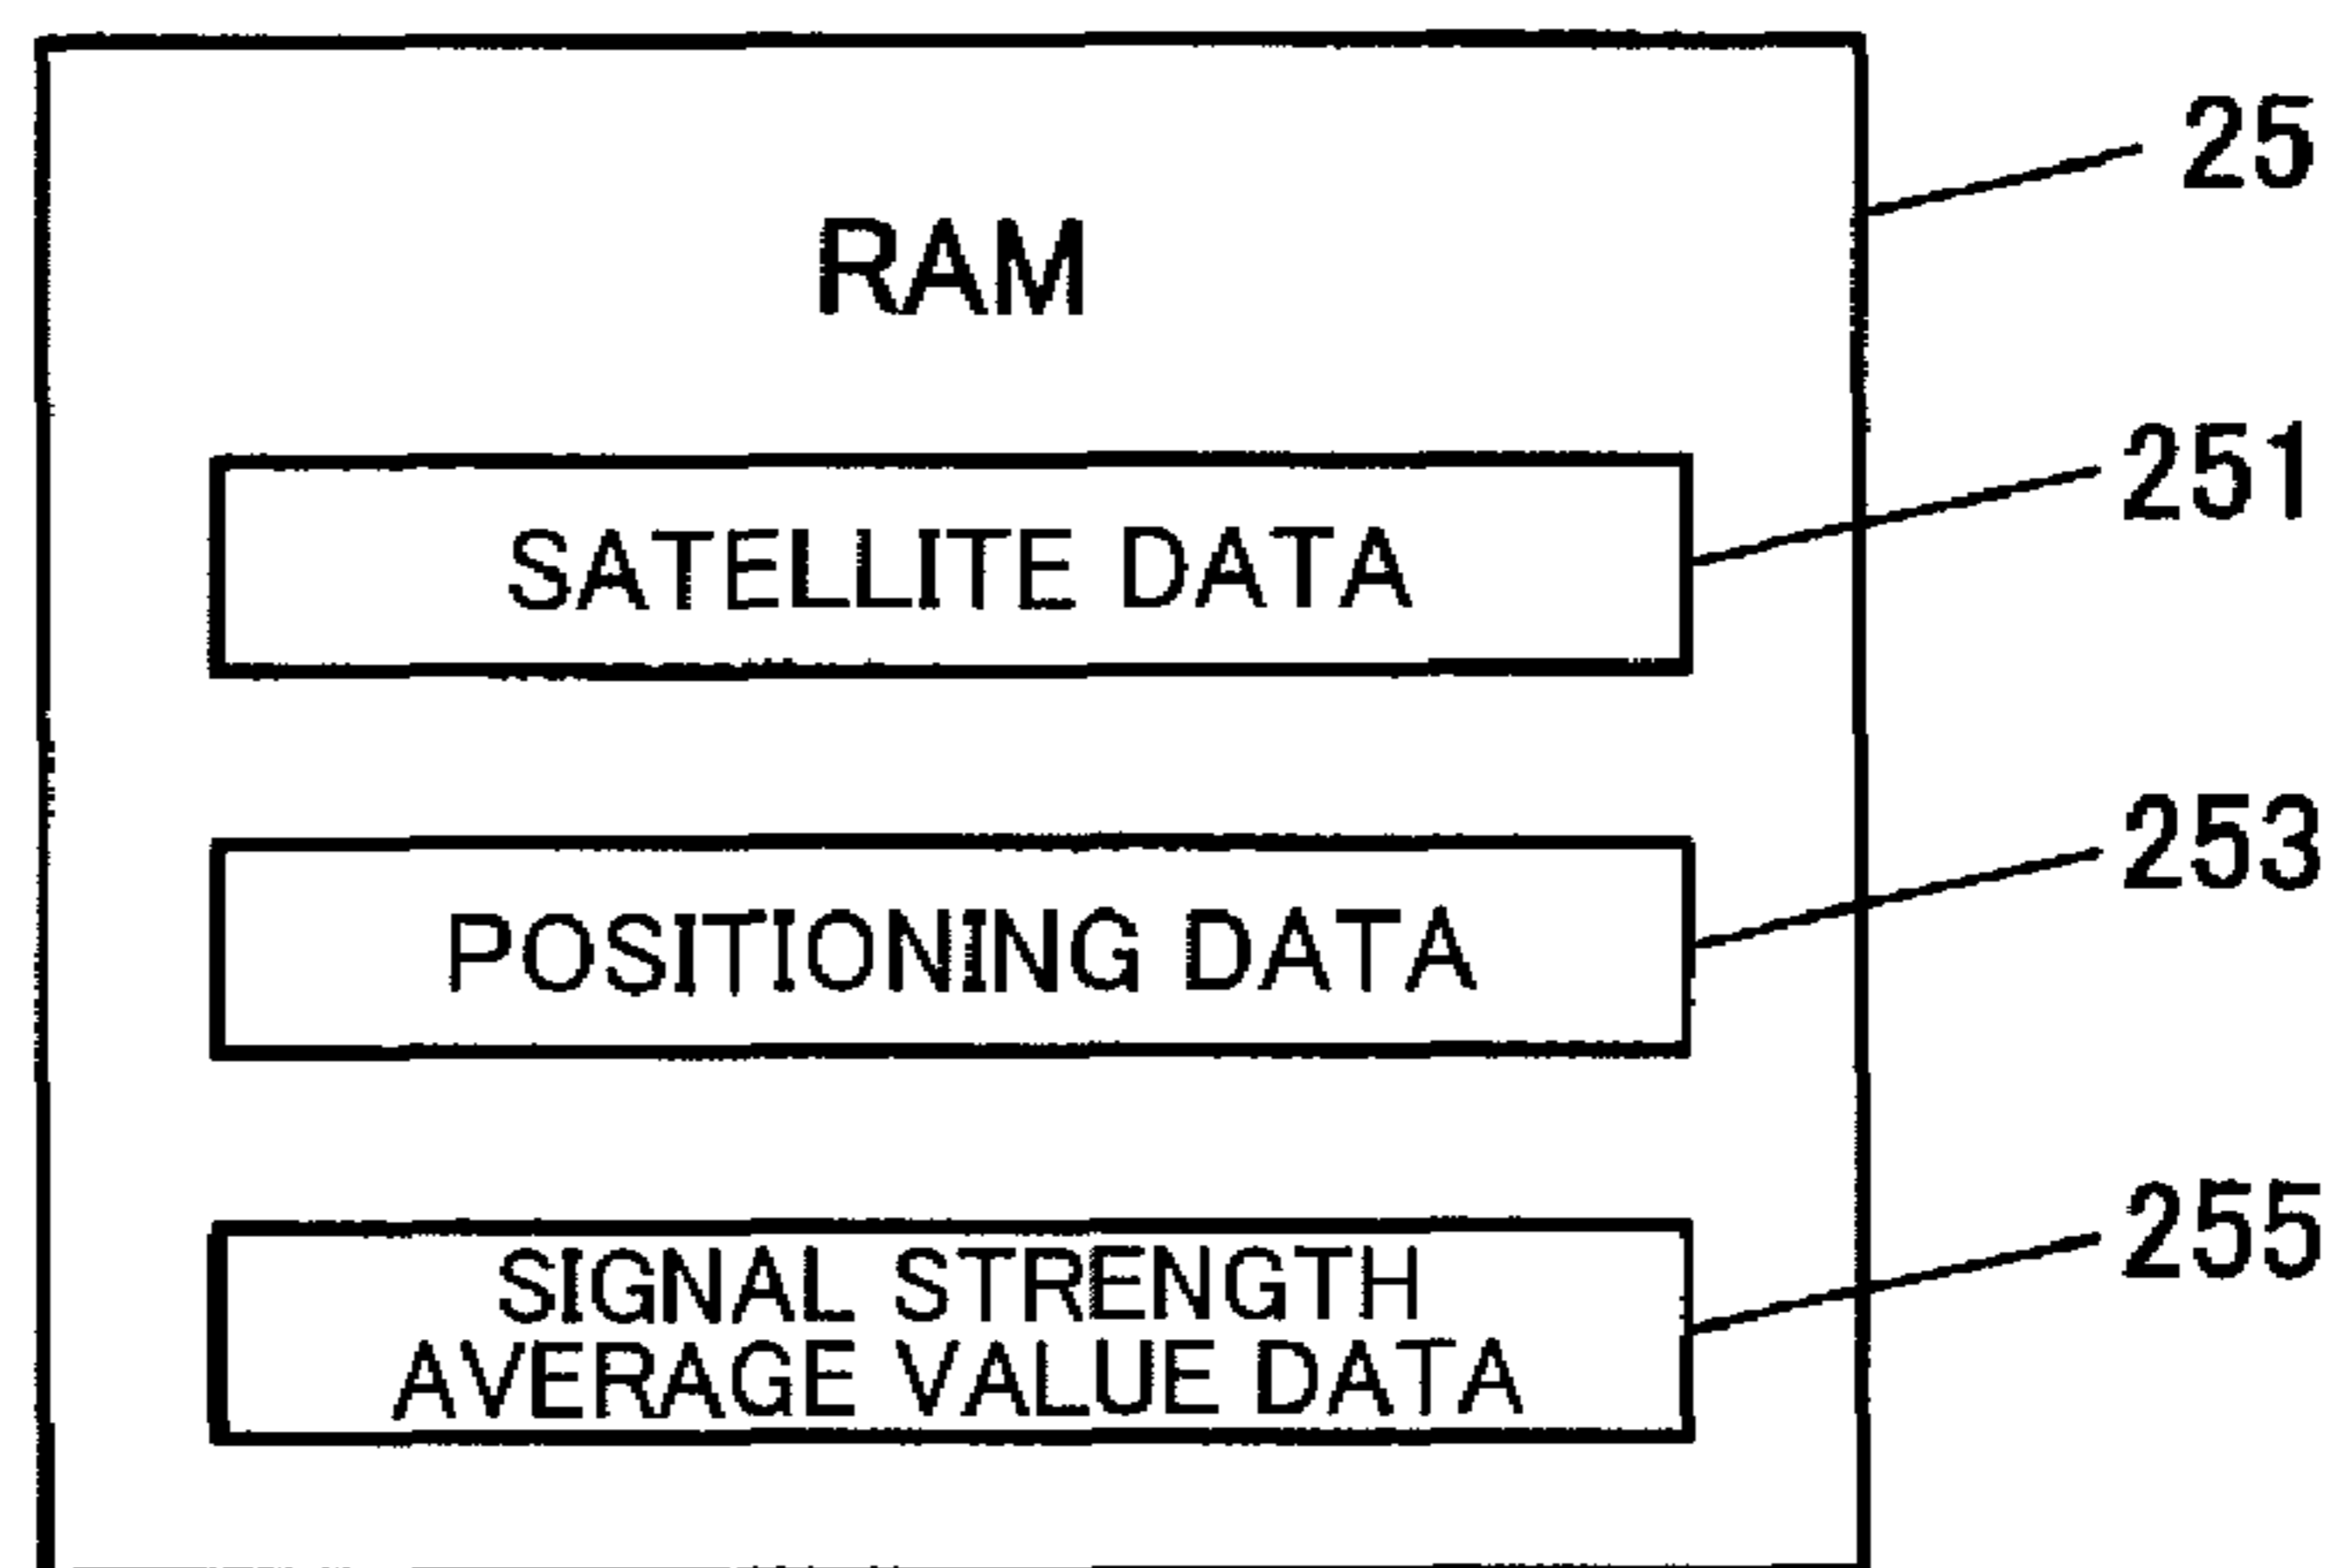 25
RAM
251
SATELLITE DATA
253
POSITIONING DATA
255
SIGNAL STRENGTH
AVERAGE VALUE DATA